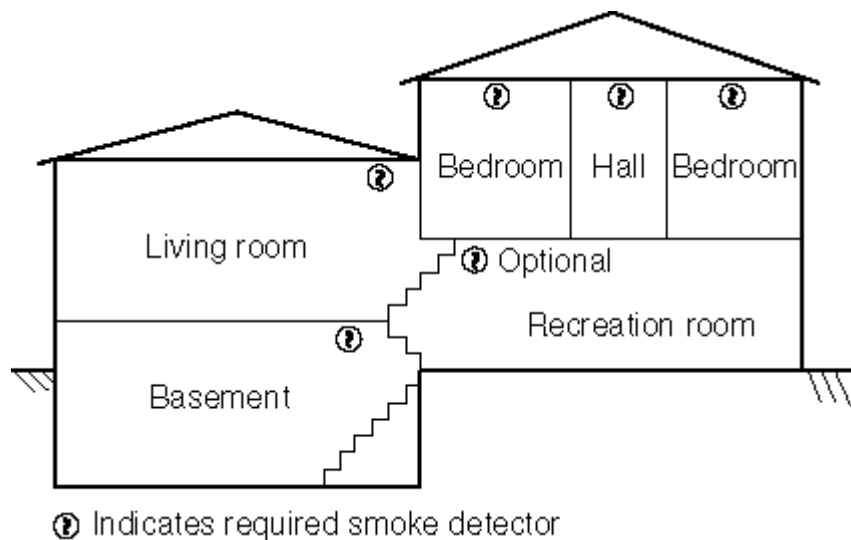 Bedroom Hall Bedroom
Living room
Optional
Recreation room
Basement
Indicates required smoke detector